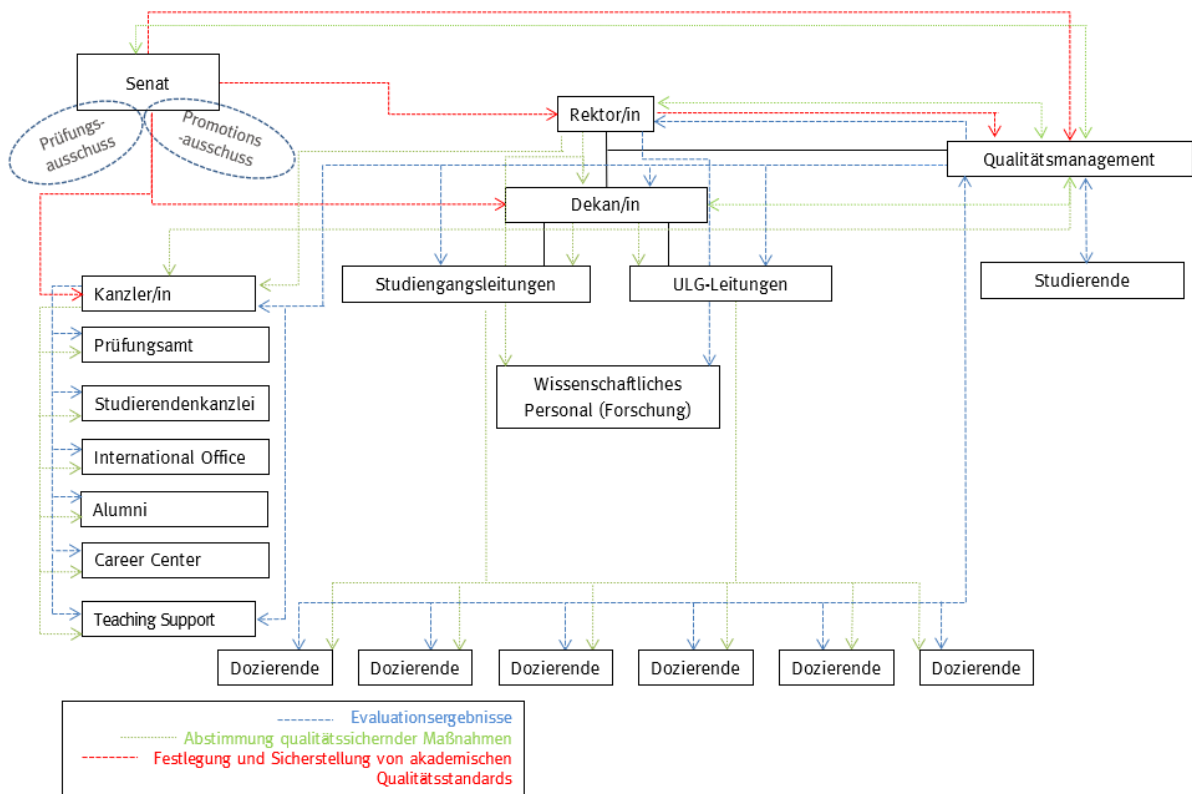 Senat
Prüfungs-
ausschuss
Promotions
-ausschuss
Rektor/in
Qualitätsmanagement
Dekan/in
Studiengangsleitungen
ULG-Leitungen
Studierende
Kanzler/in
Prüfungsamt
Studierendenkanzlei
International Office
Alumni
Career Center
Teaching Support
Wissenschaftliches
Personal (Forschung)
Dozierende
Dozierende
Dozierende
Dozierende
Dozierende
Dozierende
Evaluationsergebnisse
Abstimmung qualitätssichernder Maßnahmen
Festlegung und Sicherstellung von akademischen
Qualitätsstandards